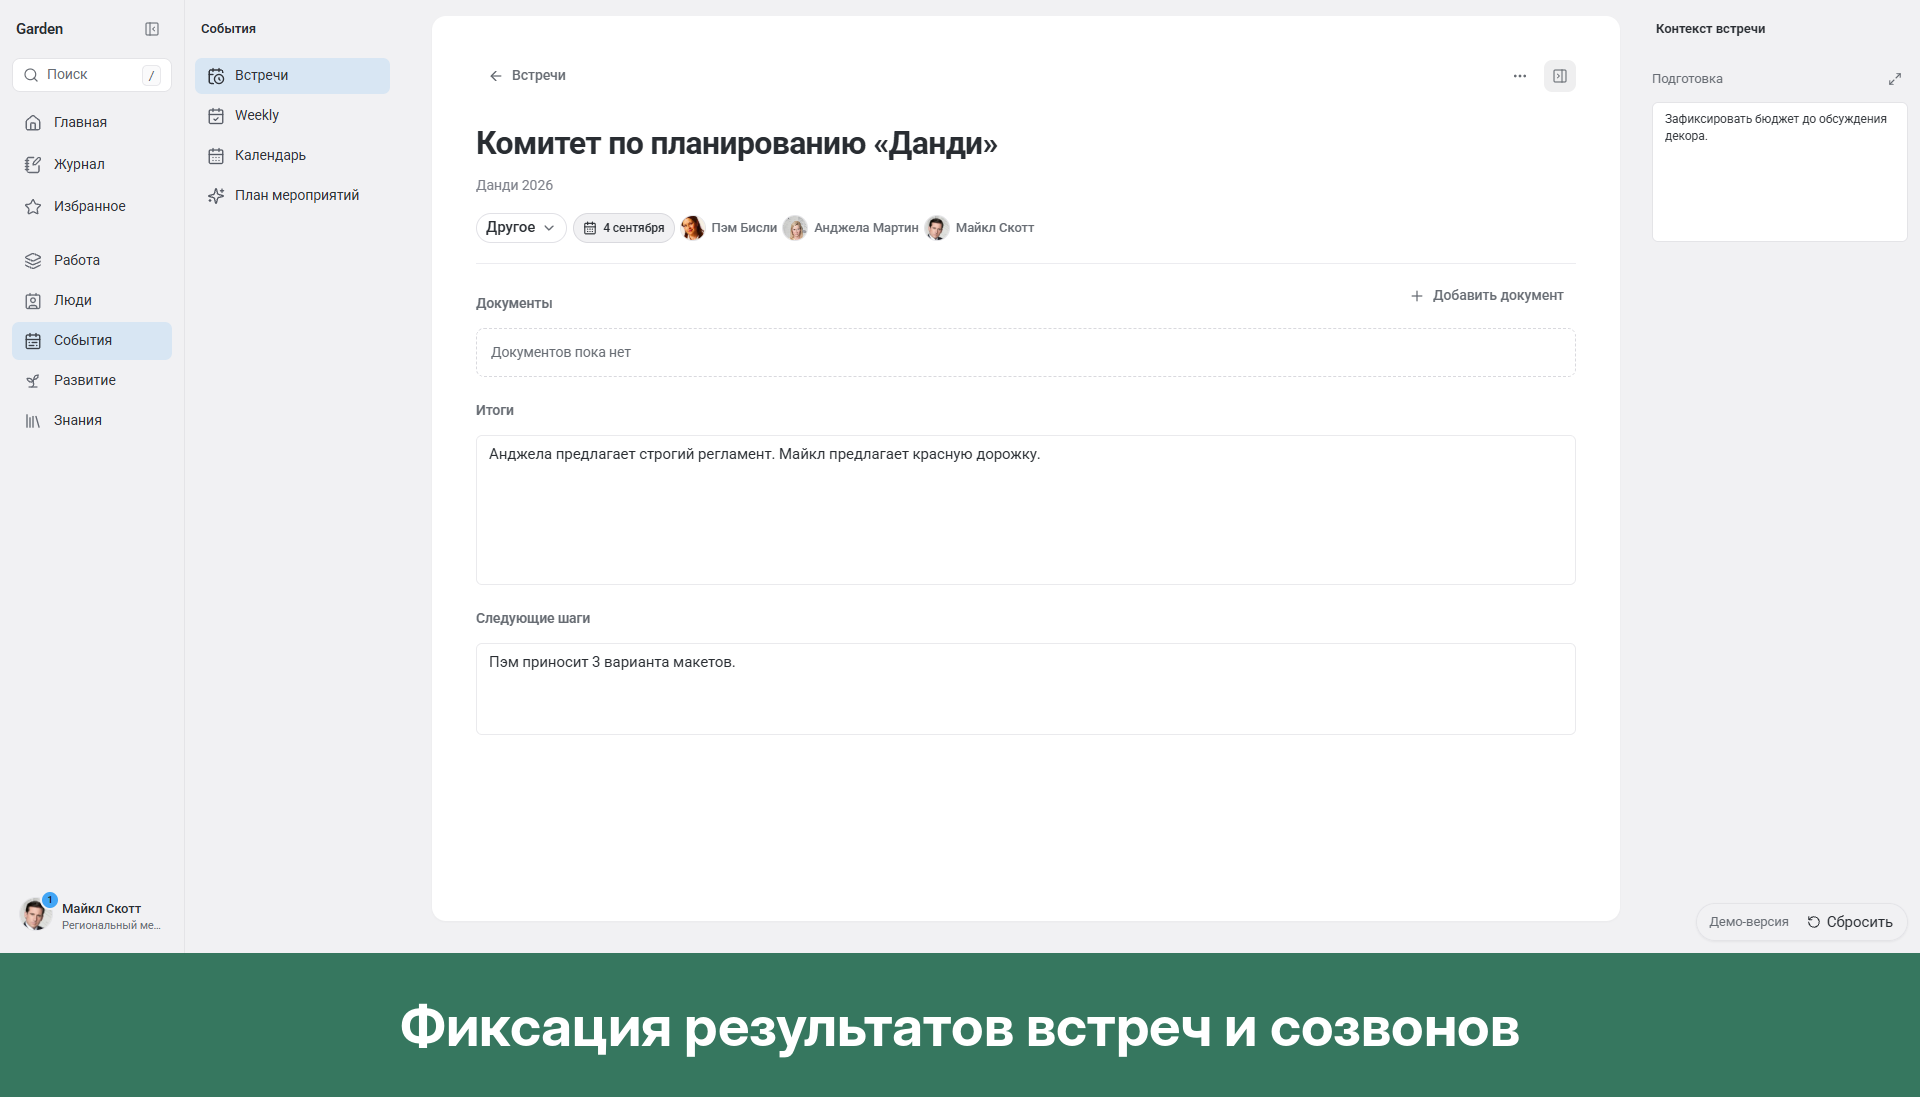 Garden
Поиск
/
Главная
Журнал
Избранное
Работа
Люди
События
Развитие
Знания
1
Майкл Скотт
Региональный ме...
События
Встречи
Weekly
Календарь
План мероприятий
Встречи
Комитет по планированию «Данди»
Данди 2026
Другое
4 сентября
Пэм Бисли
Анджела Мартин
Майкл Скотт
Документы
Добавить документ
Документов пока нет
Итоги
Анджела предлагает строгий регламент. Майкл предлагает красную дорожку.
Следующие шаги
Пэм приносит 3 варианта макетов.
Контекст встречи
Подготовка
Зафиксировать бюджет до обсуждения
декора.
Демо-версия
Сбросить
Фиксация результатов встреч и созвонов